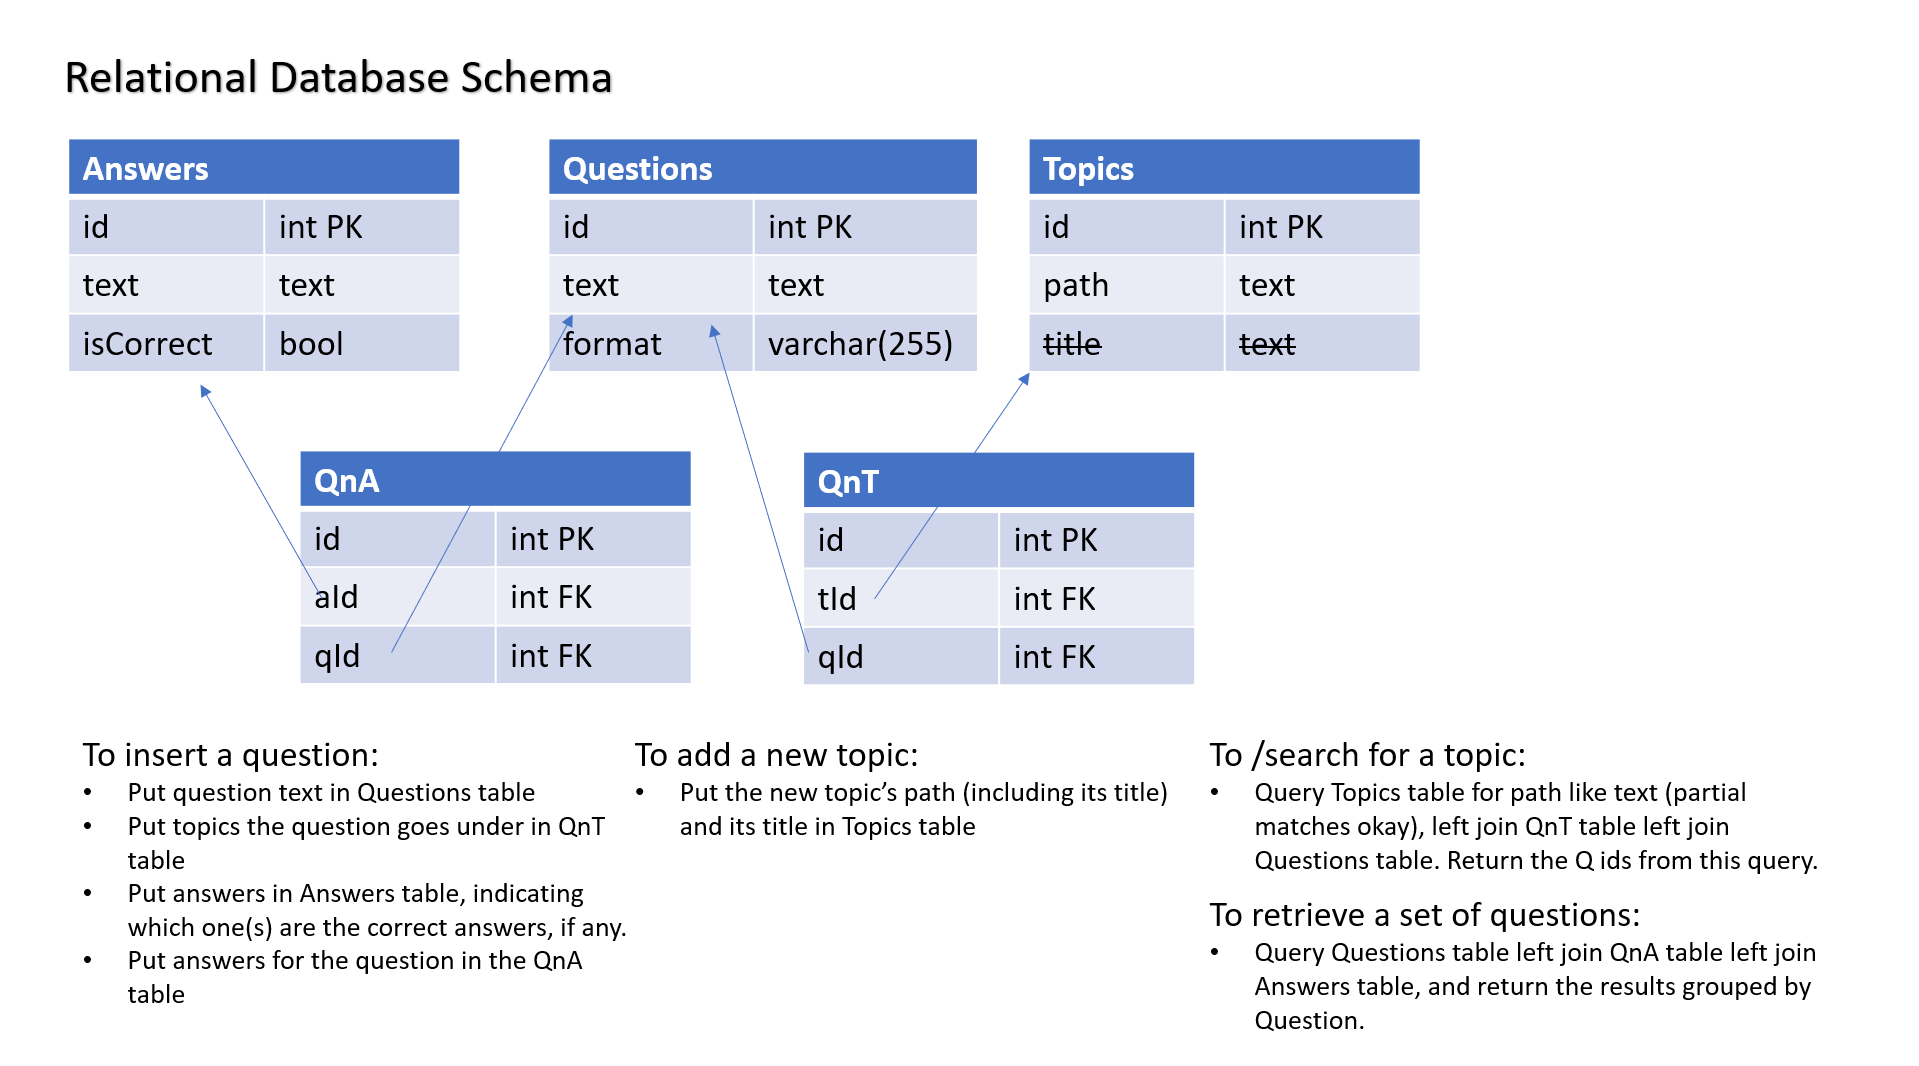 Relational Database Schema
Answers
id int PK
text text
isCorrect bool
Questions
id int PK
text text
format varchar(255)
Topics
id int PK
path text
title text
QnA
id int PK
aId int FK
qId int FK
QnT
id int PK
tId int FK
qId int FK
To insert a question:
• Put question text in Questions table
• Put topics the question goes under in QnT
table
• Put answers in Answers table, indicating
which one(s) are the correct answers, if any.
• Put answers for the question in the QnA
table
To add a new topic:
• Put the new topic’s path (including its title)
and its title in Topics table
To /search for a topic:
• Query Topics table for path like text (partial
matches okay), left join QnT table left join
Questions table. Return the Q ids from this query.
To retrieve a set of questions:
• Query Questions table left join QnA table left join
Answers table, and return the results grouped by
Question.